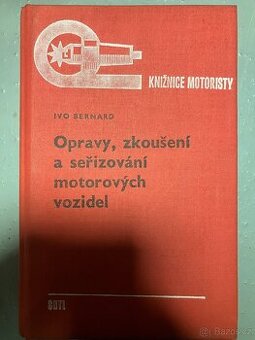 KNIŽNICE MOTORISTY
IVO BERNARD
Opravy, zkoušení
a seřizování
motorových
vozidel
SNTL